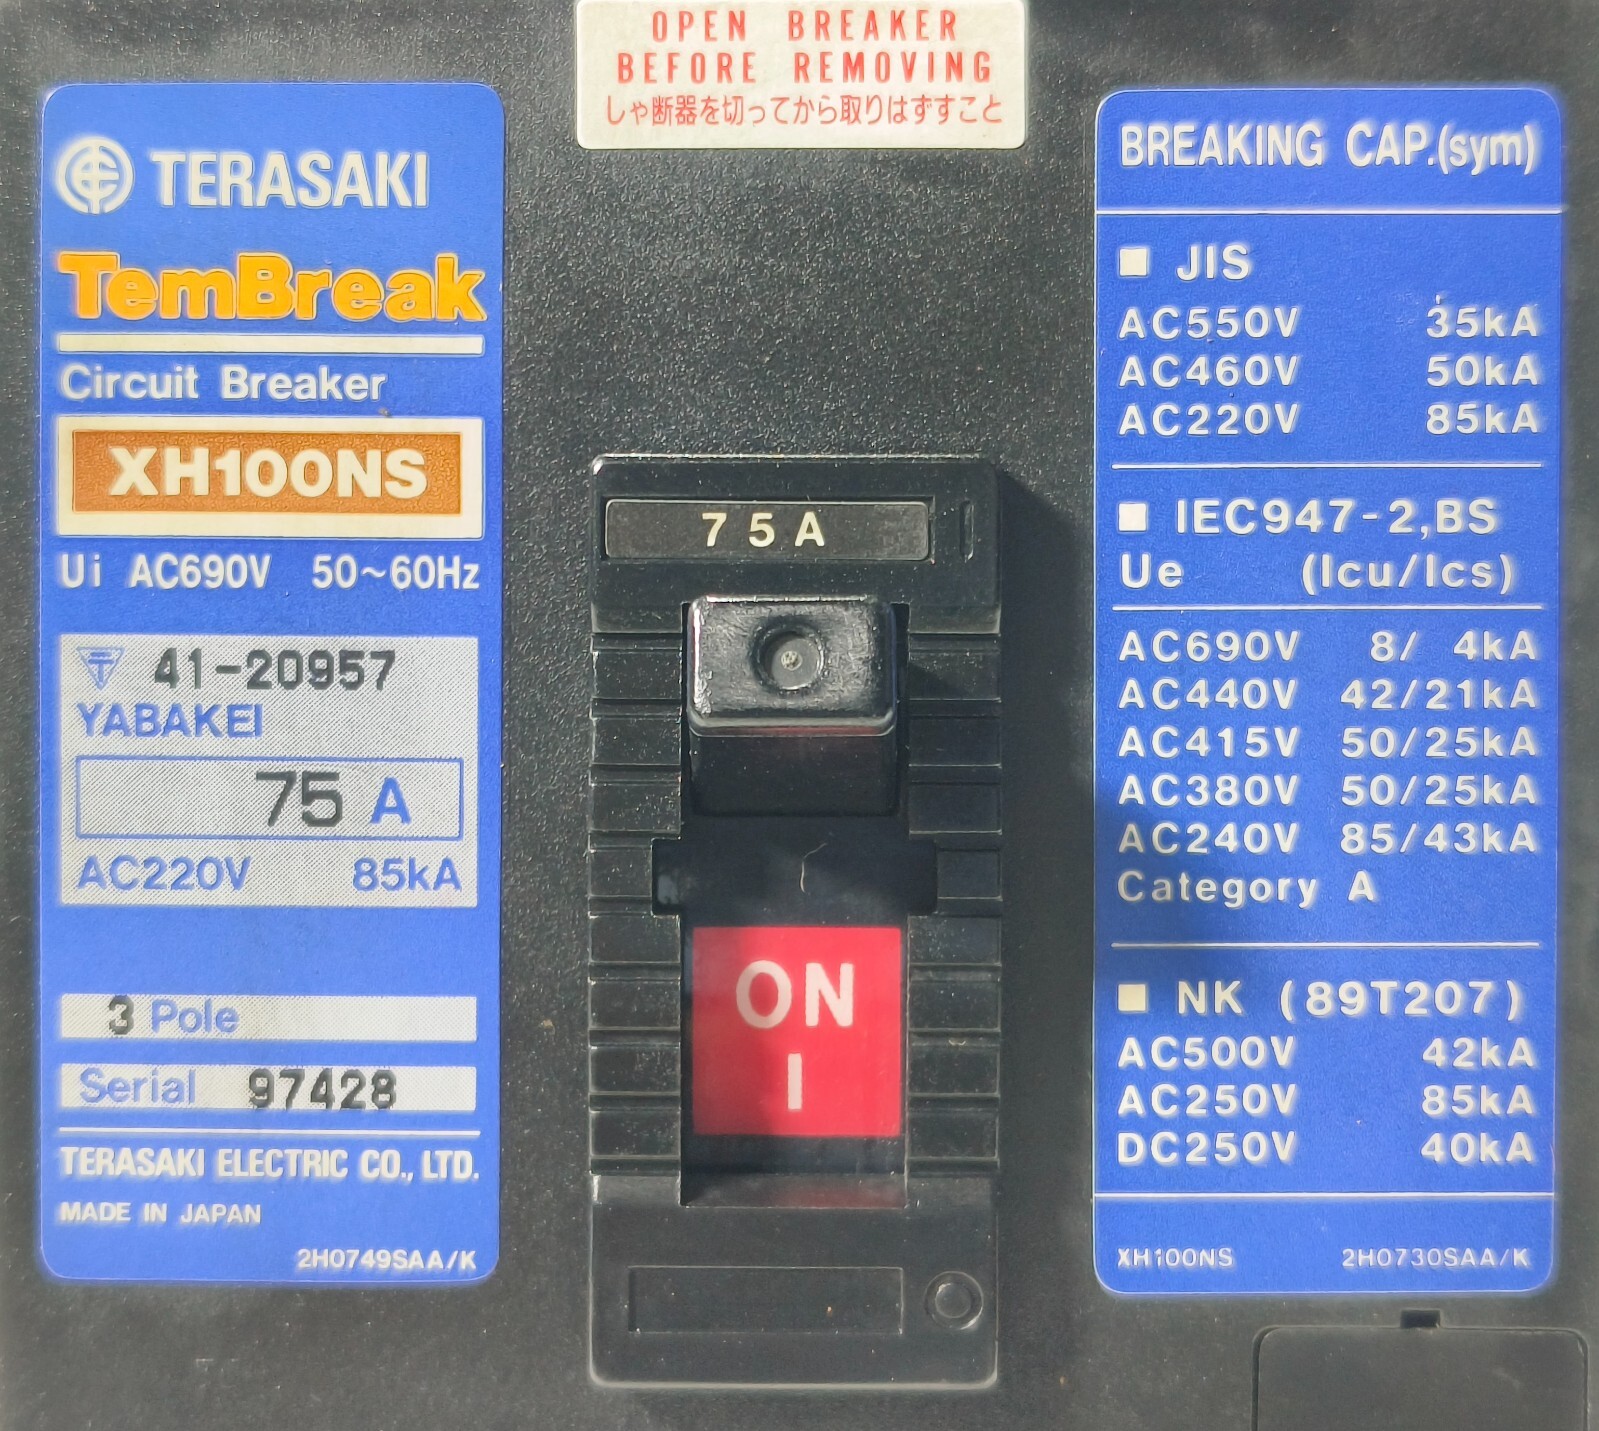 OPEN BREAKER
BEFORE REMOVING
しゃ断器を切ってから取りはずすこと
TERASAKI
TemBreak
Circuit Breaker
XH100NS
Ui AC690V 50~60Hz
41-20957
YABAKEI
75 A
AC220V 85kA
3 Pole
Serial 97428
TERASAKI ELECTRIC CO., LTD.
MADE IN JAPAN
2H0749SAA/K
75A
ON
I
BREAKING CAP.(sym)
■ JIS
AC550V 35kA
AC460V 50kA
AC220V 85kA
■ IEC947-2,BS
Ue (Icu/Ics)
AC690V 8/ 4kA
AC440V 42/21kA
AC415V 50/25kA
AC380V 50/25kA
AC240V 85/43kA
Category A
■ NK (89T207)
AC500V 42kA
AC250V 85kA
DC250V 40kA
XH100NS 2H0730SAA/K